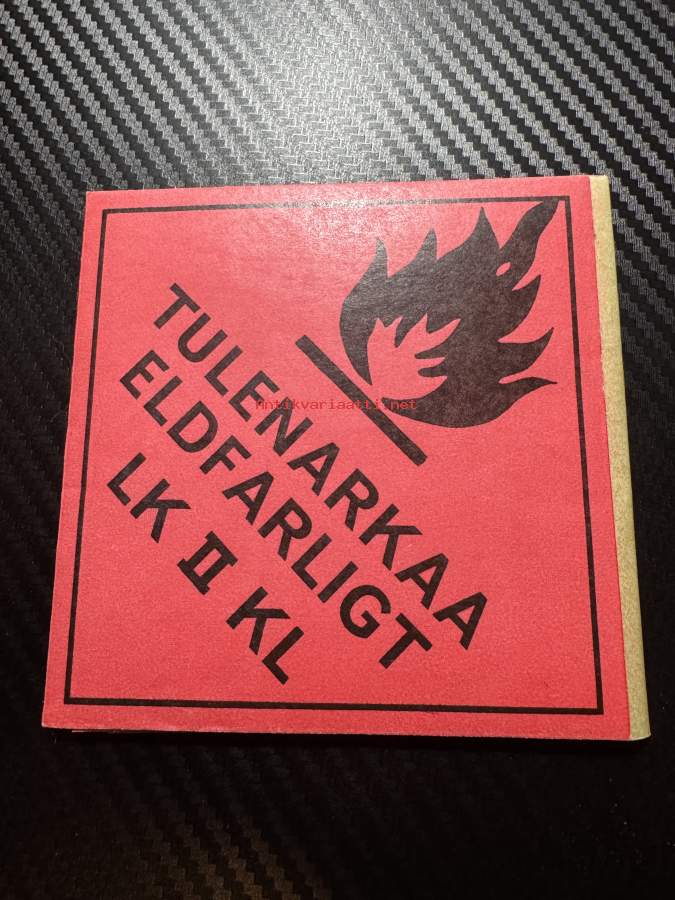 TULENARKAA
ELDFARLIGT
LK II KL
Antikvariaatti.net